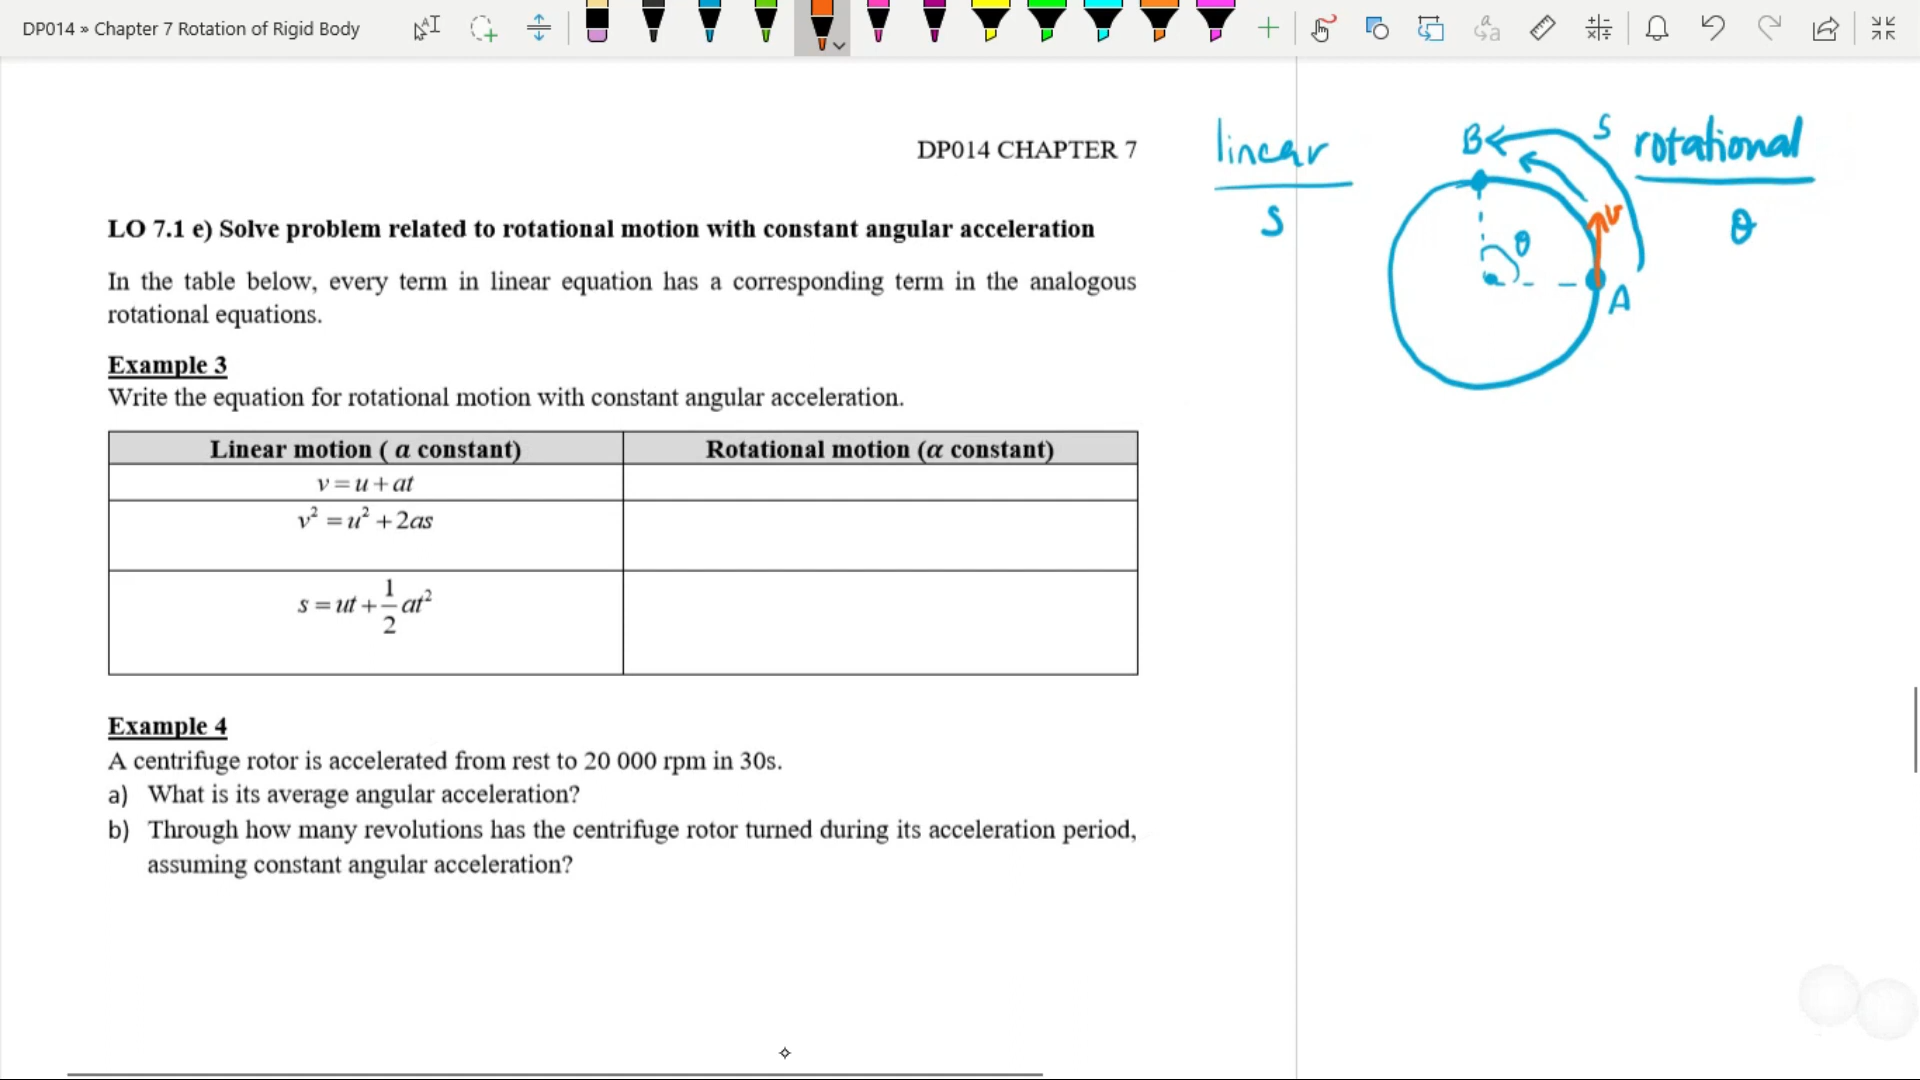 DP014 » Chapter 7 Rotation of Rigid Body
DP014 CHAPTER 7
linear
s
B
s
rotational
θ
v
θ
A
LO 7.1 e) Solve problem related to rotational motion with constant angular acceleration
In the table below, every term in linear equation has a corresponding term in the analogous
rotational equations.
Example 3
Write the equation for rotational motion with constant angular acceleration.
Linear motion ( a constant)
Rotational motion (α constant)
v = u + at
v² = u² + 2as
s = ut + 1/2 at²
Example 4
A centrifuge rotor is accelerated from rest to 20 000 rpm in 30s.
a) What is its average angular acceleration?
b) Through how many revolutions has the centrifuge rotor turned during its acceleration period,
assuming constant angular acceleration?